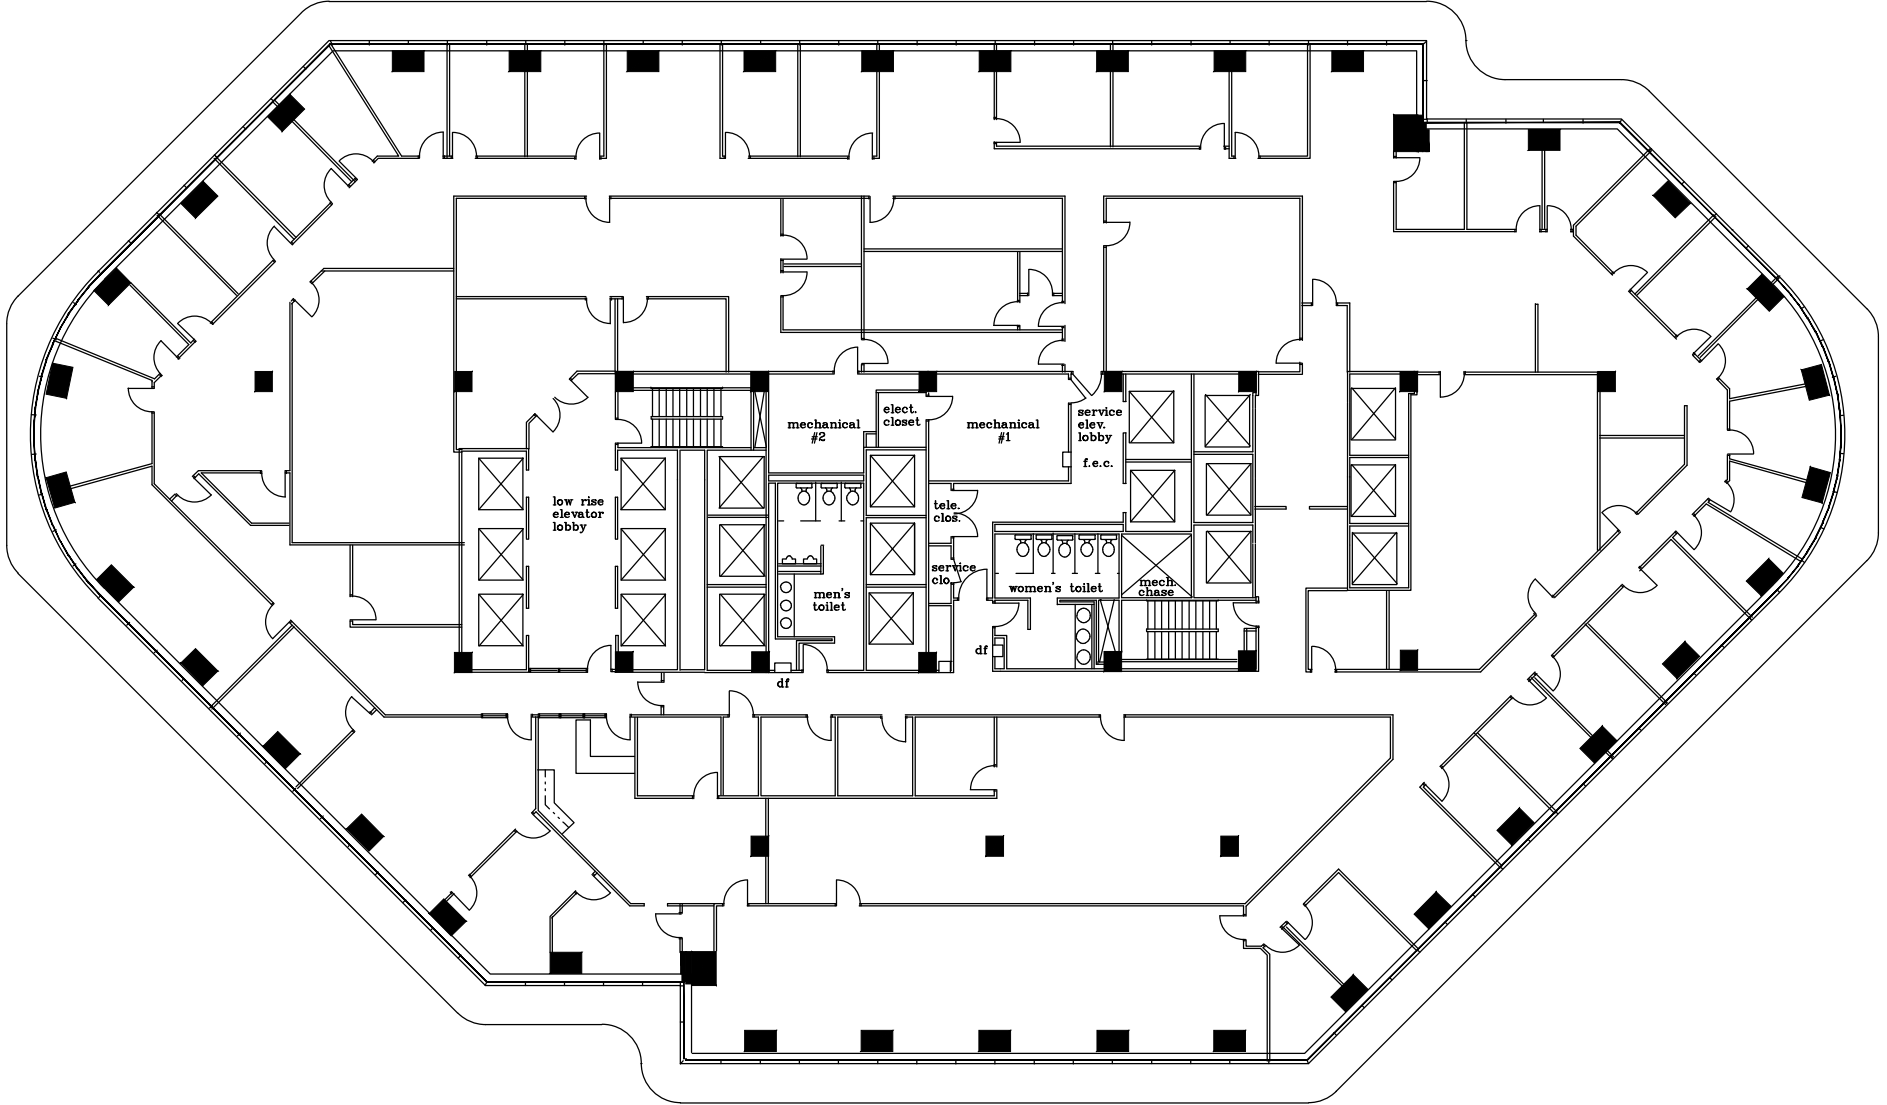 elect.
closet
mechanical
#2
mechanical
#1
service
elev.
lobby
f.e.c.
low rise
elevator
lobby
tele.
clos.
service
clo.
women's toilet
mech.
chase
men's
toilet
df
df